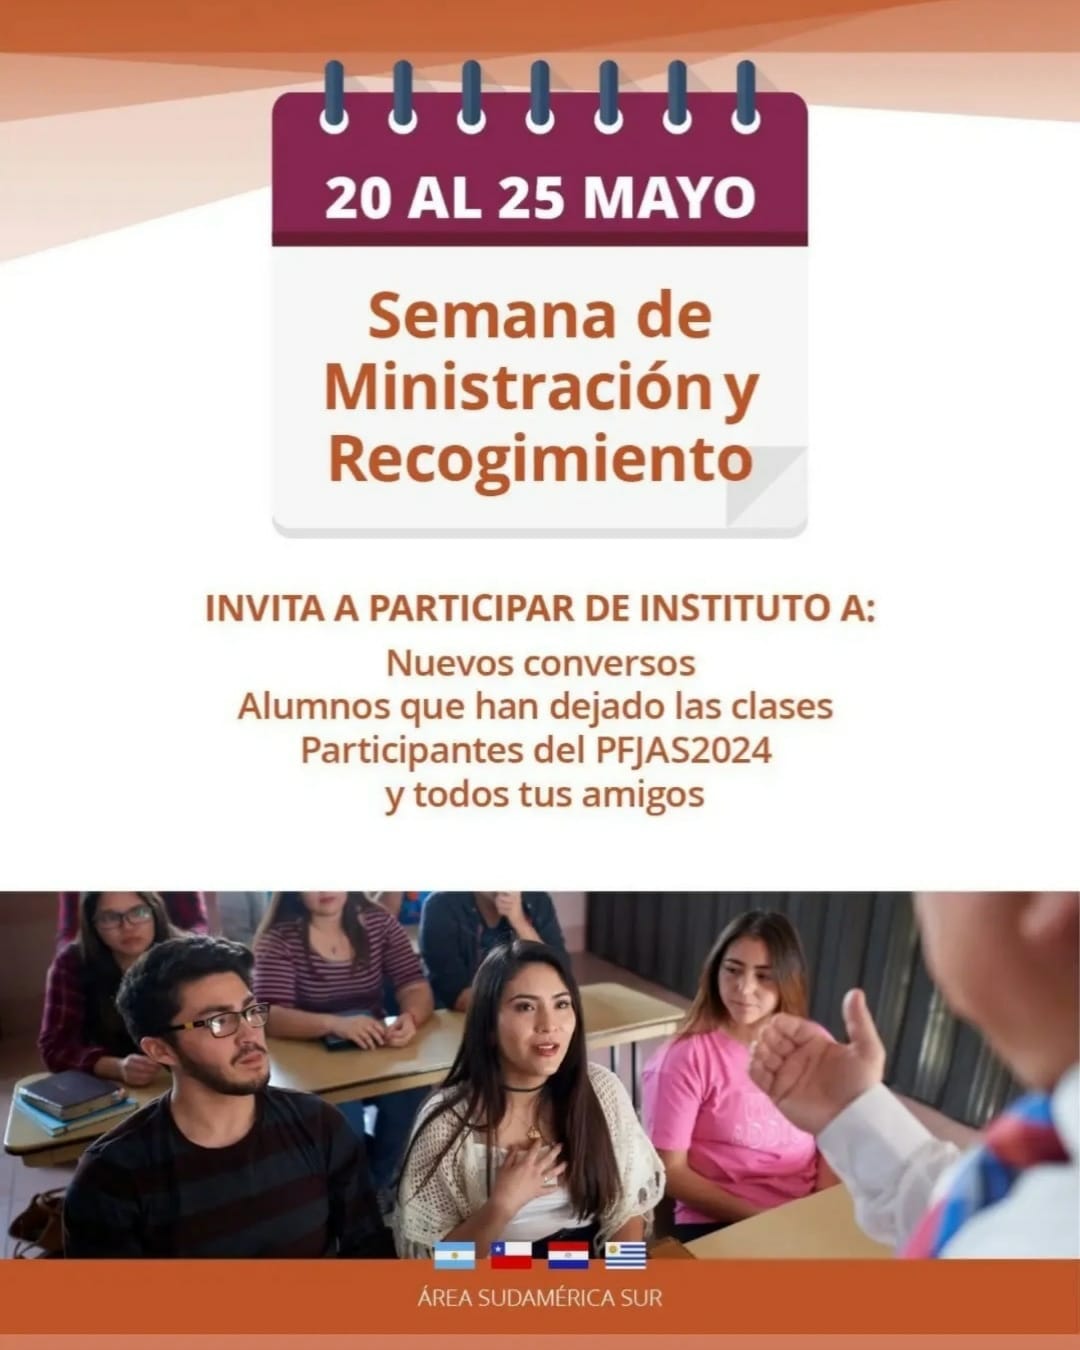 20 AL 25 MAYO
Semana de
Ministración y
Recogimiento
INVITA A PARTICIPAR DE INSTITUTO A:
Nuevos conversos
Alumnos que han dejado las clases
Participantes del PFJAS2024
y todos tus amigos
ÁREA SUDAMÉRICA SUR